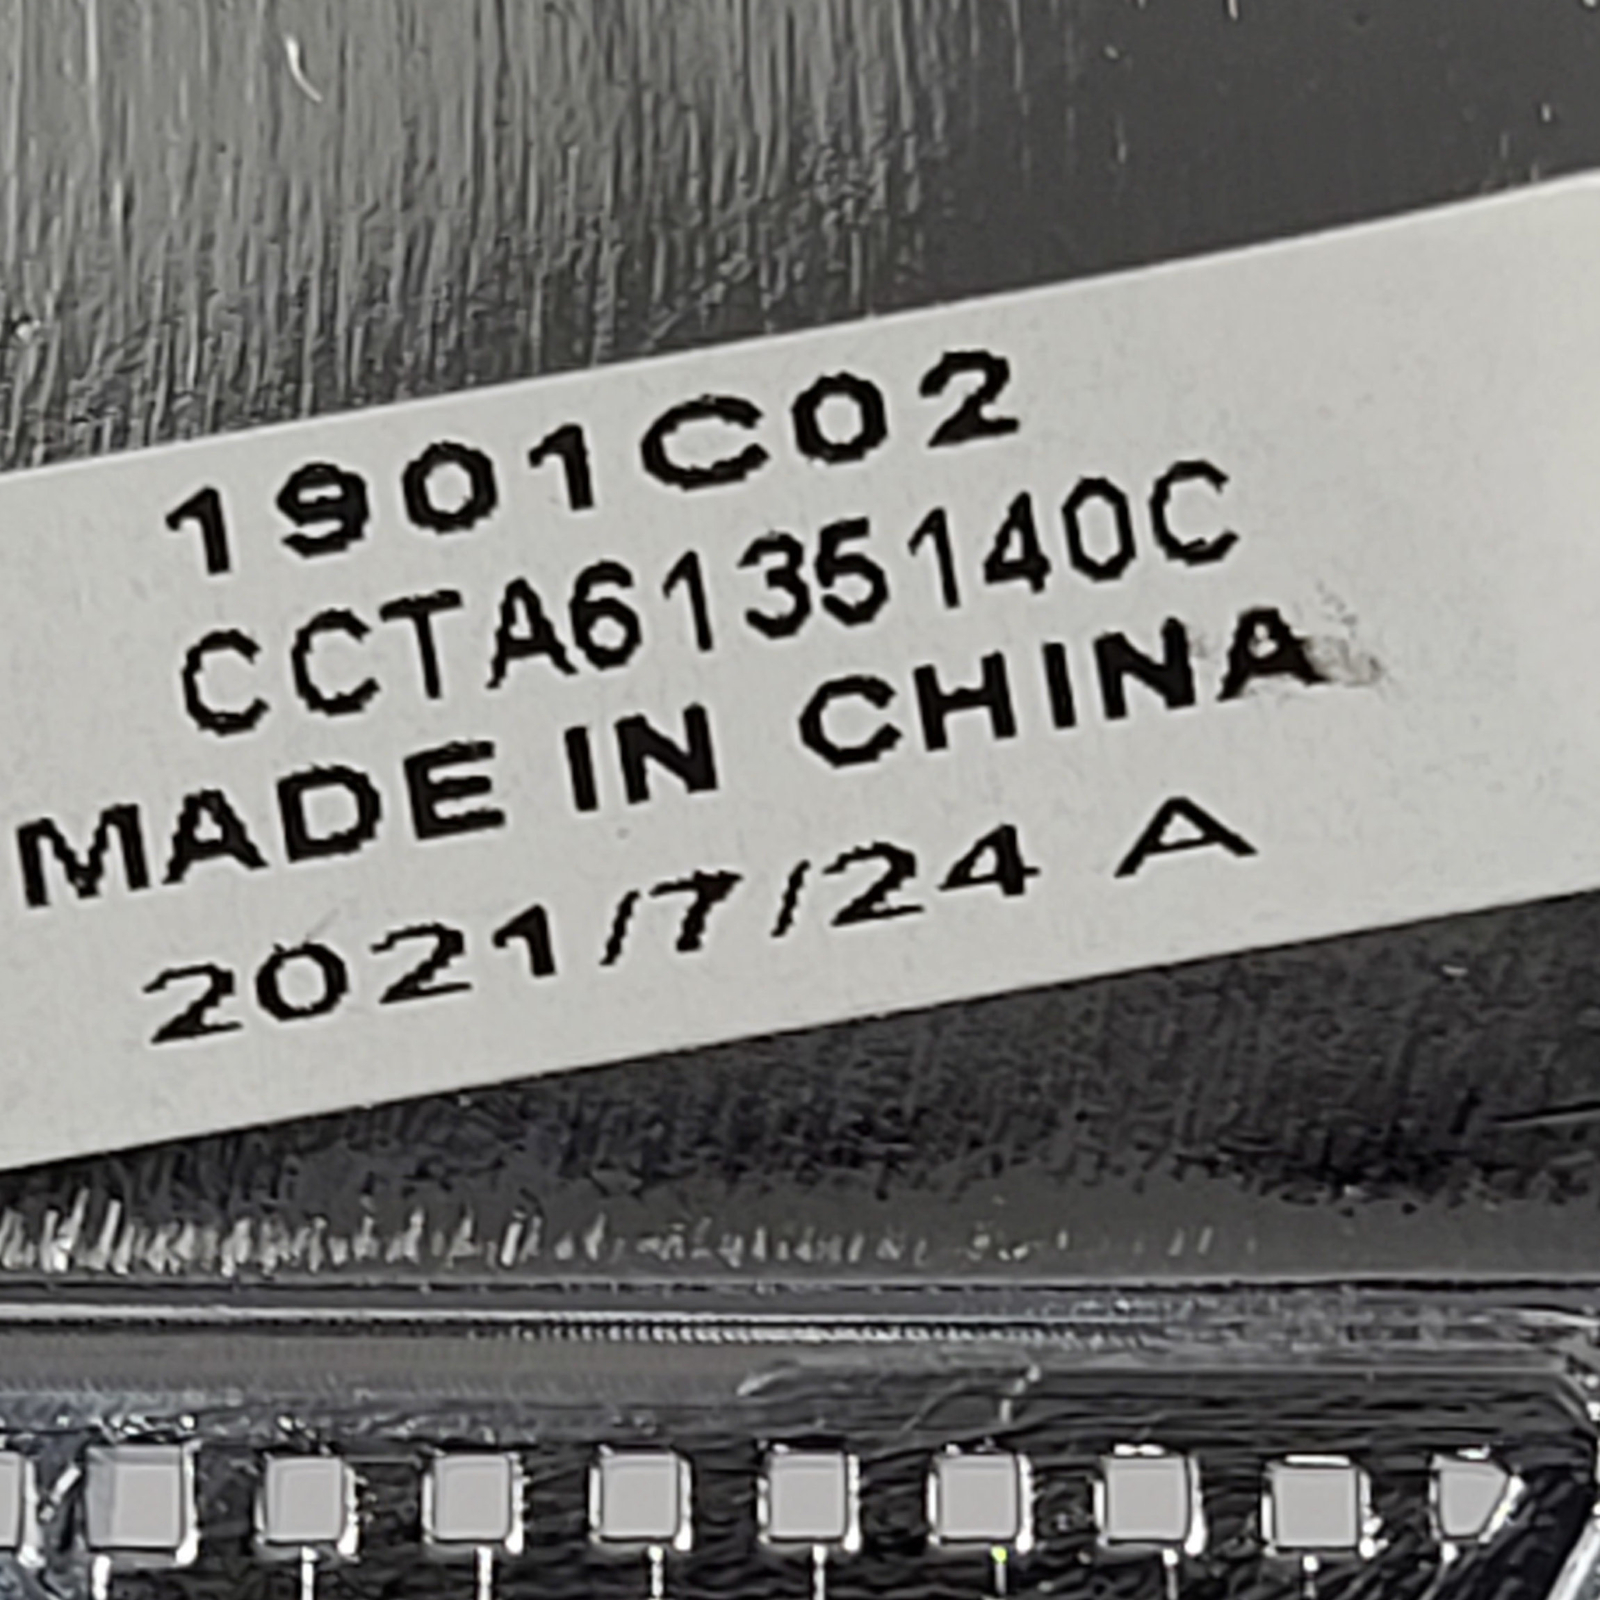 1901C02
CCTA6135140C
MADE IN CHINA
2021/7/24 A